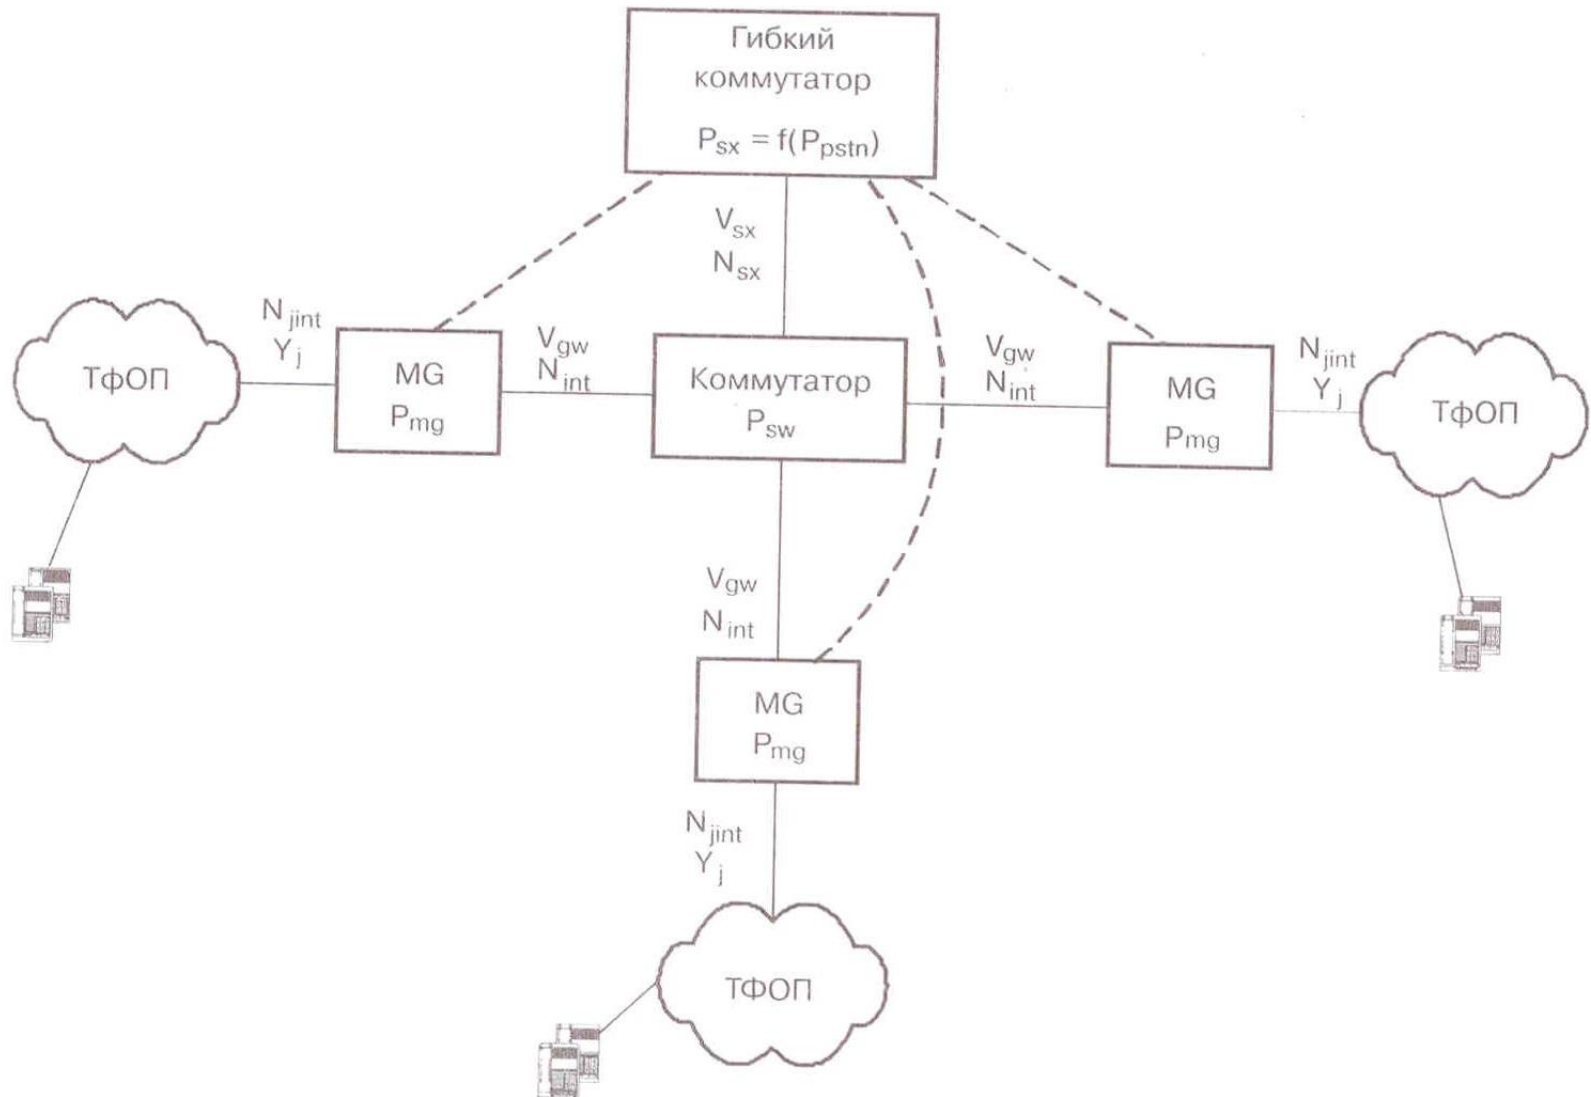 Гибкий
коммутатор
Psx = f(Ppstn)
Vsx
Nsx
Njint
Yj
Vgw
Nint
Vgw
Nint
Njint
Yj
ТфОП
MG
Pmg
Коммутатор
Psw
MG
Pmg
ТфОП
Vgw
Nint
MG
Pmg
Njint
Yj
ТФОП